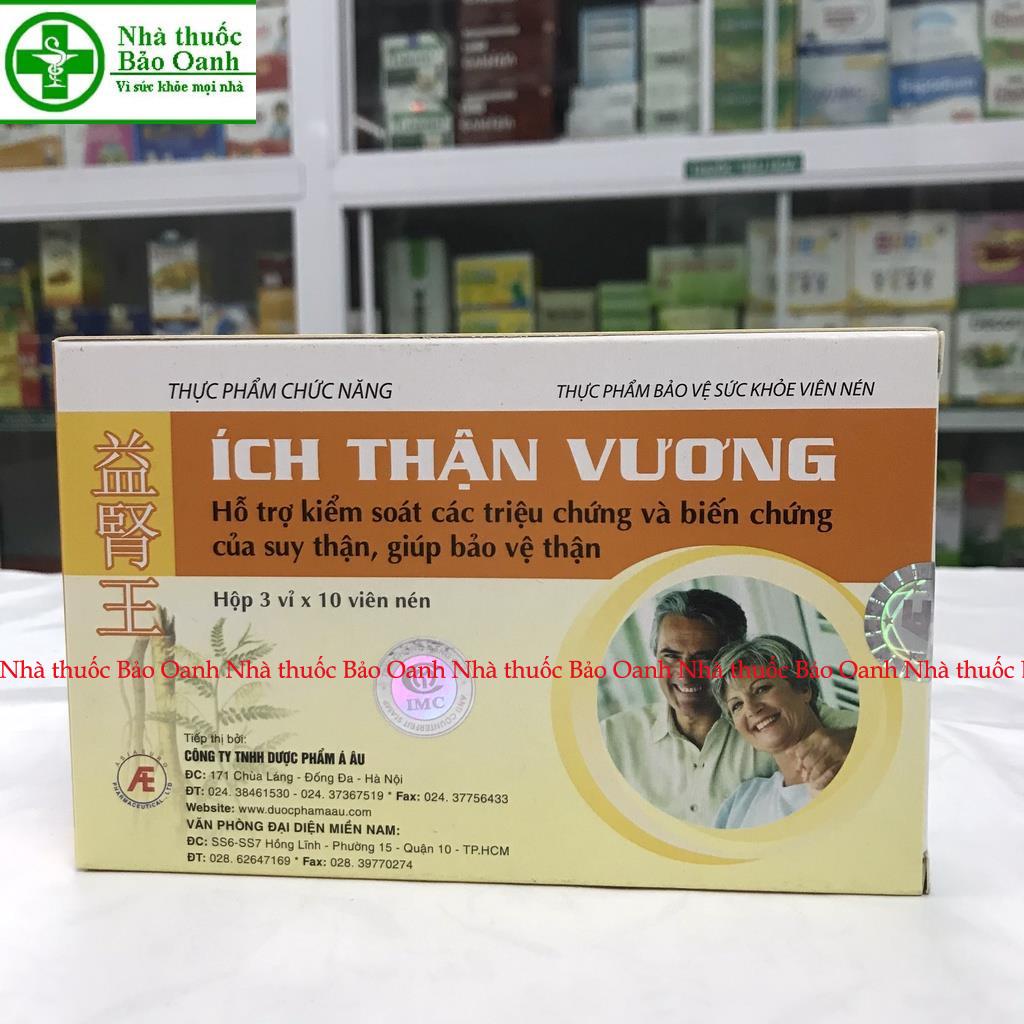 Nhà thuốc
Bảo Oanh
Vì sức khỏe mọi nhà
THỰC PHẨM CHỨC NĂNG
THỰC PHẨM BẢO VỆ SỨC KHỎE VIÊN NÉN
益腎王
ÍCH THẬN VƯƠNG
Hỗ trợ kiểm soát các triệu chứng và biến chứng
của suy thận, giúp bảo vệ thận
Hộp 3 vỉ x 10 viên nén
Nhà thuốc Bảo Oanh Nhà thuốc Bảo Oanh Nhà thuốc Bảo Oanh Nhà thuốc Bảo Oanh N
IMC
Tiếp thị bởi:
CÔNG TY TNHH DƯỢC PHẨM Á ÂU
ĐC: 171 Chùa Láng - Đống Đa - Hà Nội
ĐT: 024. 38461530 - 024. 37367519 * Fax: 024. 37756433
Website: www.duocphamaau.com
VĂN PHÒNG ĐẠI DIỆN MIỀN NAM:
ĐC: SS6-SS7 Hồng Lĩnh - Phường 15 - Quận 10 - TP.HCM
ĐT: 028. 62647169 * Fax: 028. 39770274
Æ
PHARMACEUTICAL.,LTD